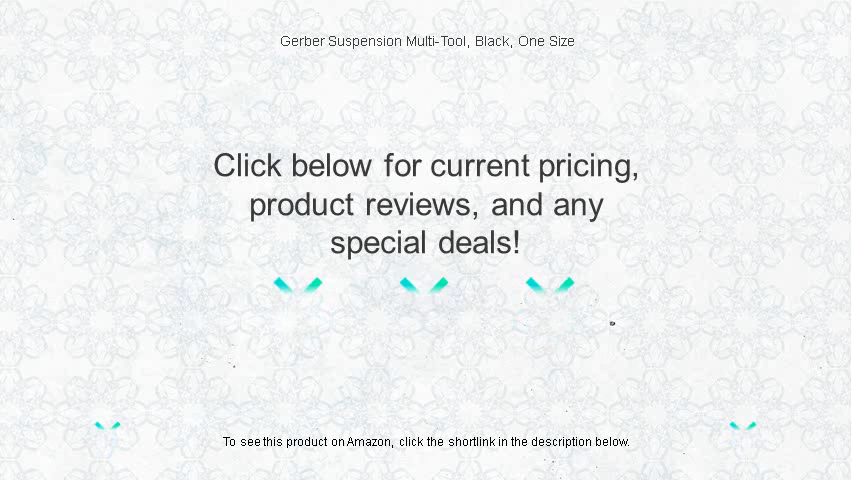 Gerber Suspension Multi-Tool, Black, One Size
Click below for current pricing,
product reviews, and any
special deals!
To see this product on Amazon, click the shortlink in the description below.